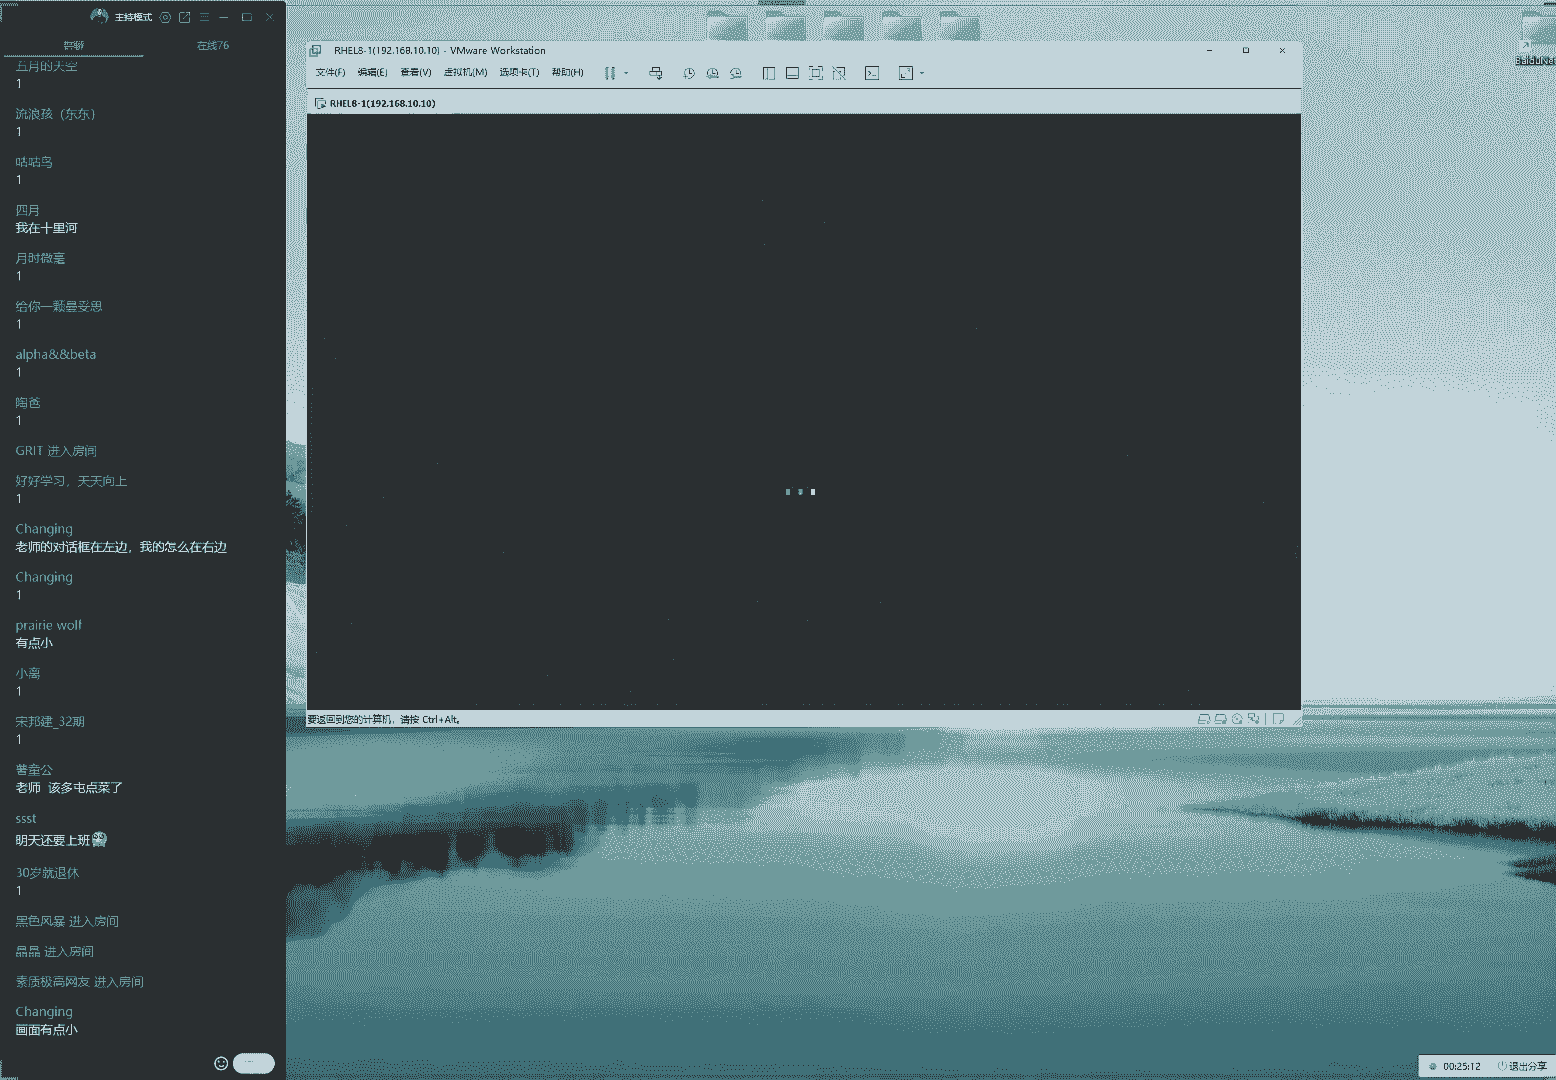 主持模式
群聊
在线76
五月的天空
1
流浪孩（东东）
1
咕咕鸟
1
四月
我在十里河
月时微毫
1
给你一颗曼妥思
1
alpha&&beta
1
陶爸
1
GRIT 进入房间
好好学习，天天向上
1
Changing
老师的对话框在左边，我的怎么在右边
Changing
1
prairie wolf
有点小
小离
1
宋邦建_32期
1
薯童公
老师 该多屯点菜了
ssst
明天还要上班
30岁就退休
1
黑色风暴 进入房间
晶晶 进入房间
素质极高网友 进入房间
Changing
画面有点小
RHEL8-1(192.168.10.10) - VMware Workstation
文件(F) 编辑(E) 查看(V) 虚拟机(M) 选项卡(T) 帮助(H)
RHEL8-1(192.168.10.10)
要返回到您的计算机，请按 Ctrl+Alt。
BaiduNet
00:25:12 退出分享